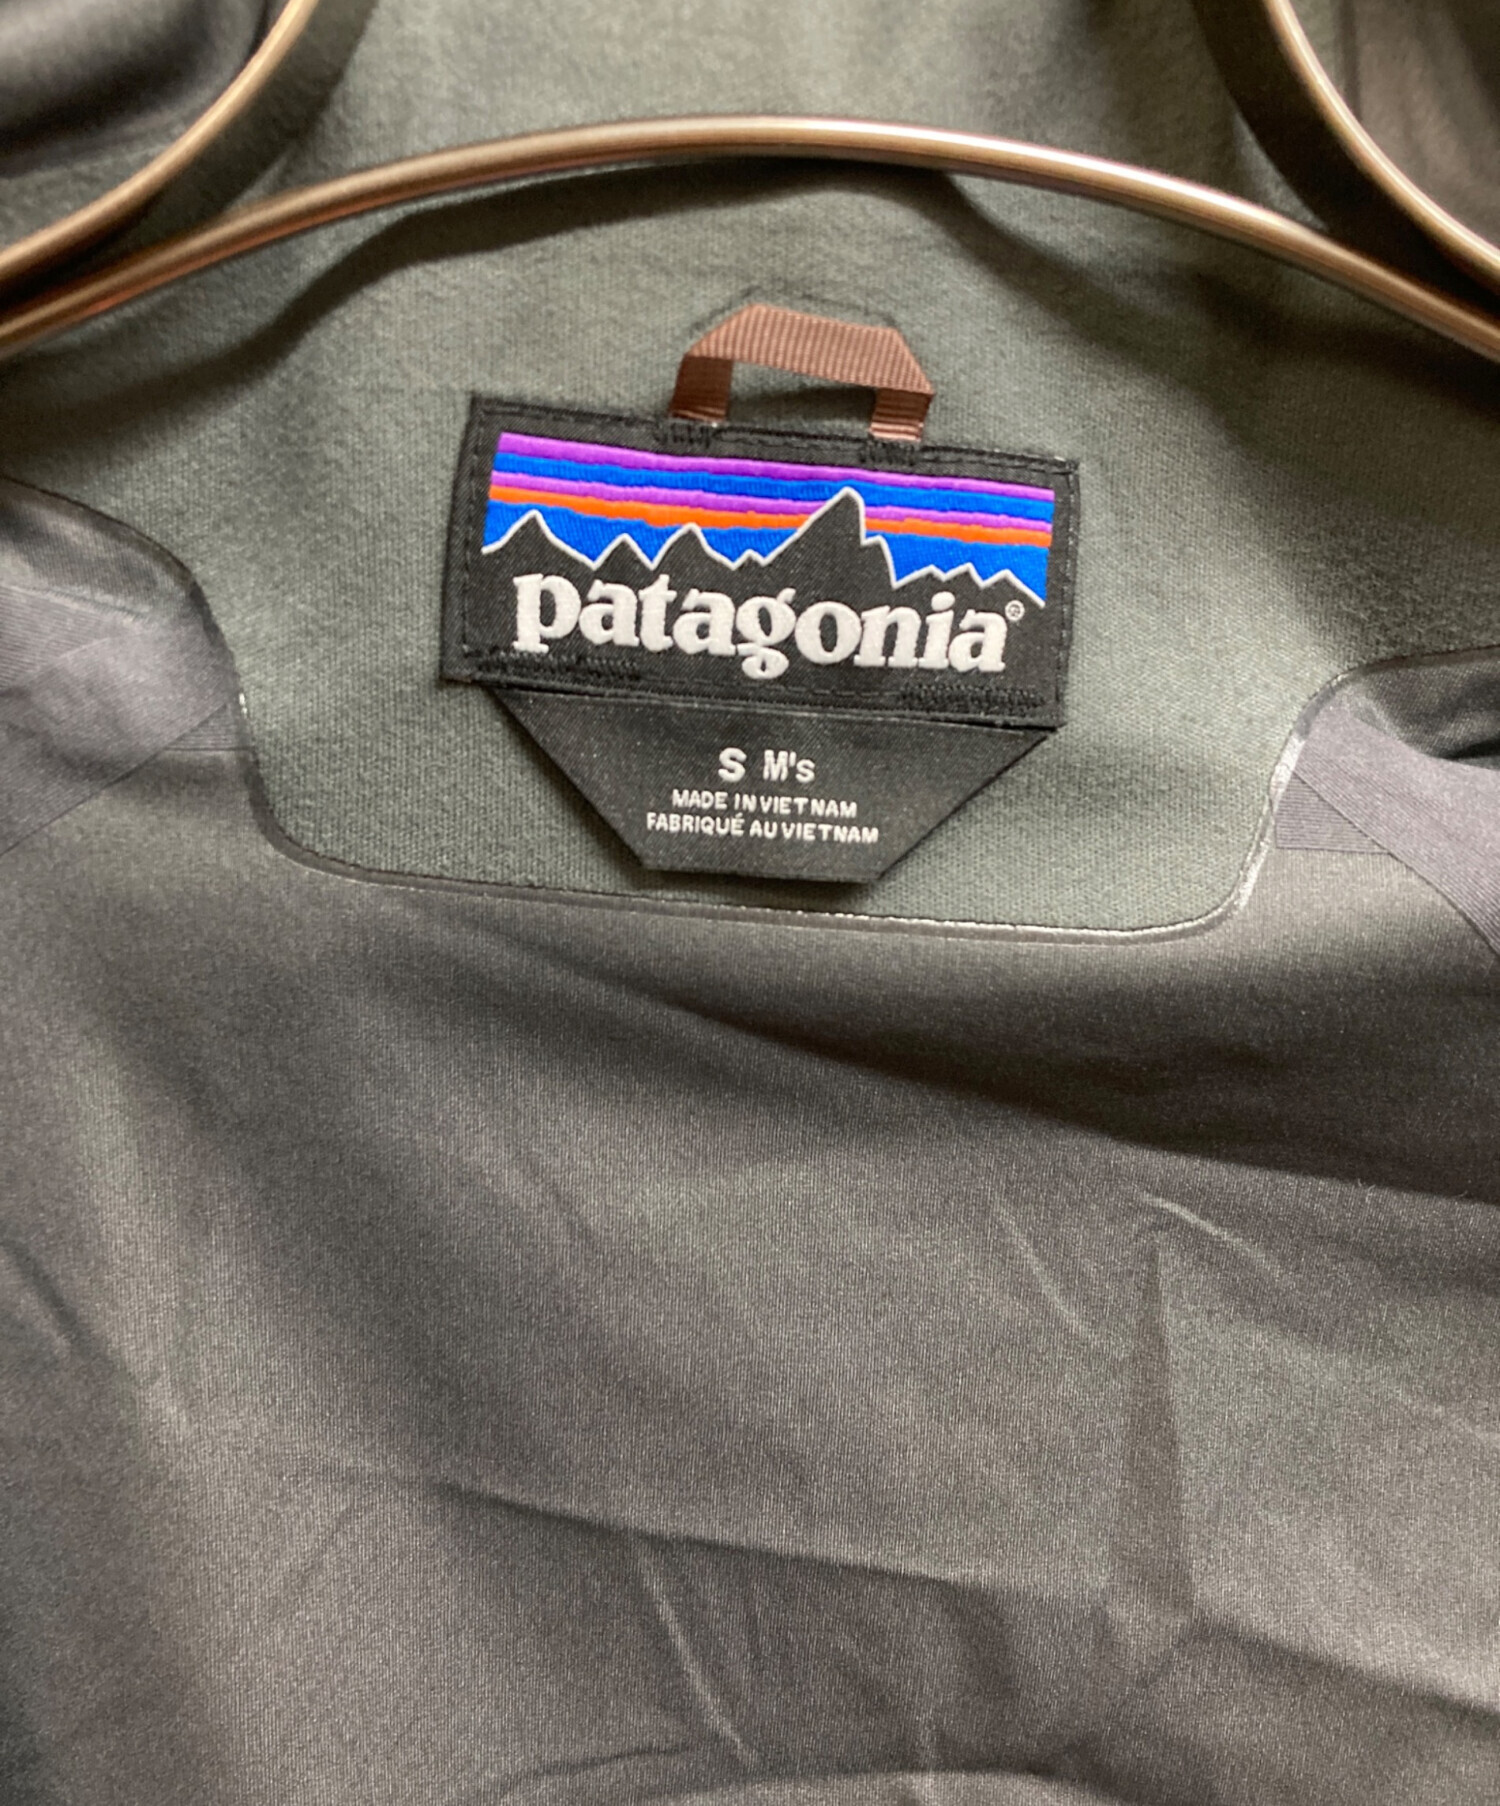 patagonia®
S M's
MADE IN VIETNAM
FABRIQUÉ AU VIETNAM